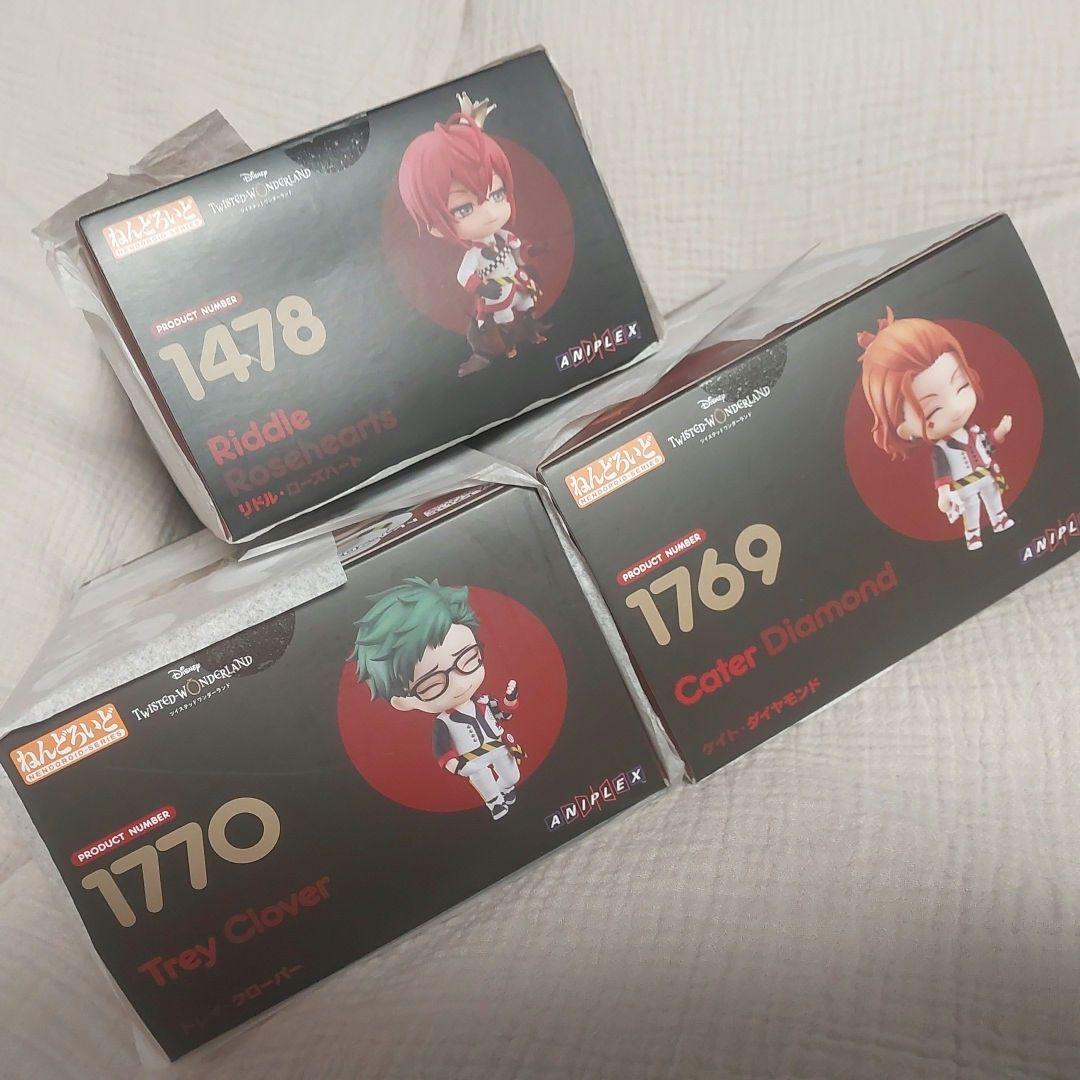 ねんどろいど
NENDOROID SERIES
Disney
TWISTED-WONDERLAND
ツイステッドワンダーランド
PRODUCT NUMBER
1478
Riddle
Rosehearts
リドル・ローズハート
ANIPLEX
ねんどろいど
NENDOROID SERIES
Disney
TWISTED-WONDERLAND
ツイステッドワンダーランド
PRODUCT NUMBER
1769
Cater Diamond
ケイト・ダイヤモンド
ANIPLEX
ねんどろいど
NENDOROID SERIES
Disney
TWISTED-WONDERLAND
ツイステッドワンダーランド
PRODUCT NUMBER
1770
Trey Clover
トレイ・クローバー
ANIPLEX